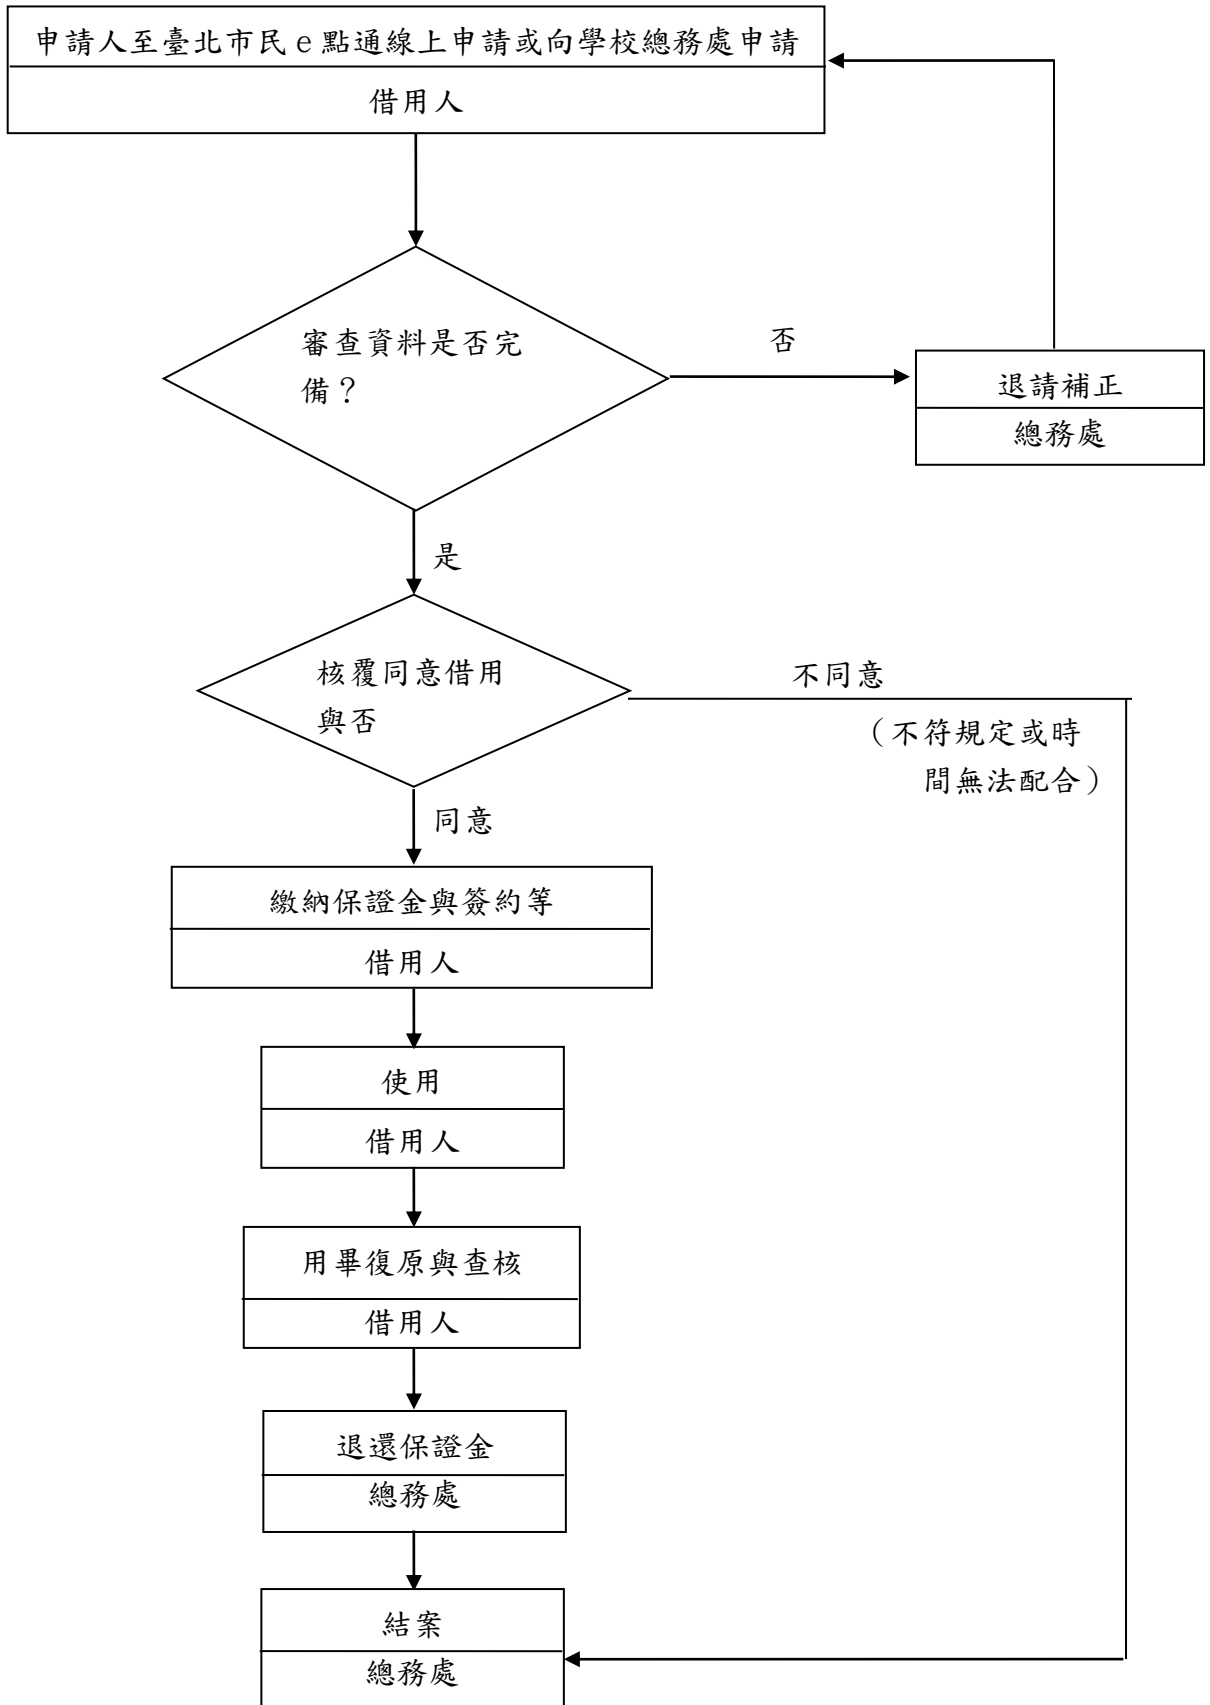 申請人至臺北市民e點通線上申請或向學校總務處申請
借用人
審查資料是否完
備？
否
退請補正
總務處
是
核覆同意借用
與否
不同意
（不符規定或時
間無法配合）
同意
繳納保證金與簽約等
借用人
使用
借用人
用畢復原與查核
借用人
退還保證金
總務處
結案
總務處